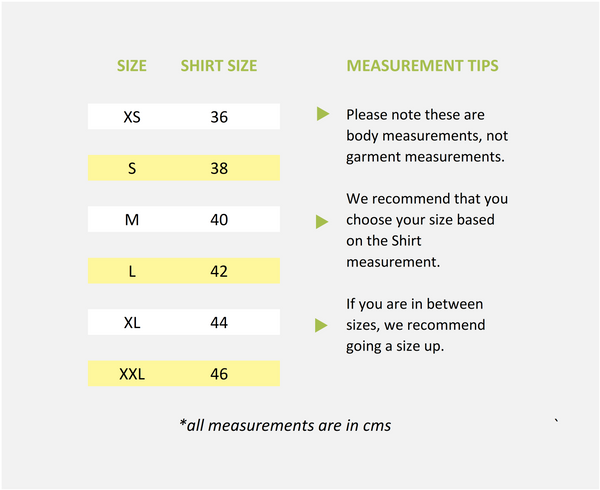 SIZE SHIRT SIZE MEASUREMENT TIPS
XS 36
S 38
M 40
L 42
XL 44
XXL 46
Please note these are
body measurements, not
garment measurements.
We recommend that you
choose your size based
on the Shirt
measurement.
If you are in between
sizes, we recommend
going a size up.
*all measurements are in cms `